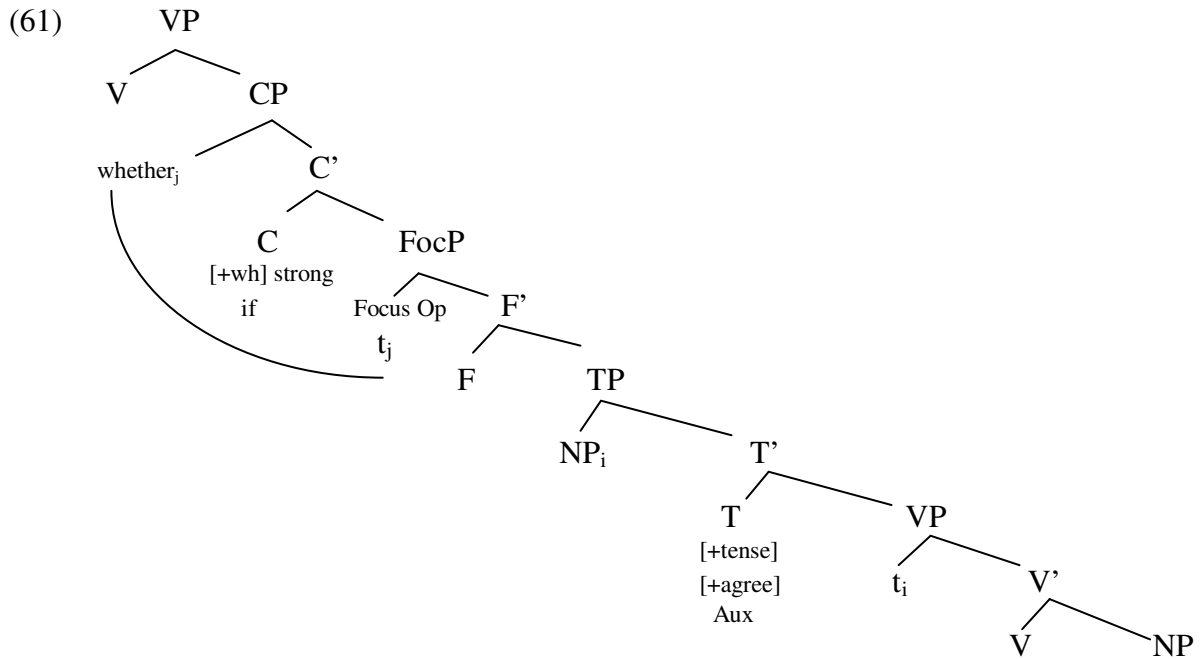 (61) VP
V CP
whetherj C’
C FocP
[+wh] strong
if Focus Op F’
tj
F TP
NPi T’
T VP
[+tense]
[+agree] ti V’
Aux
V NP